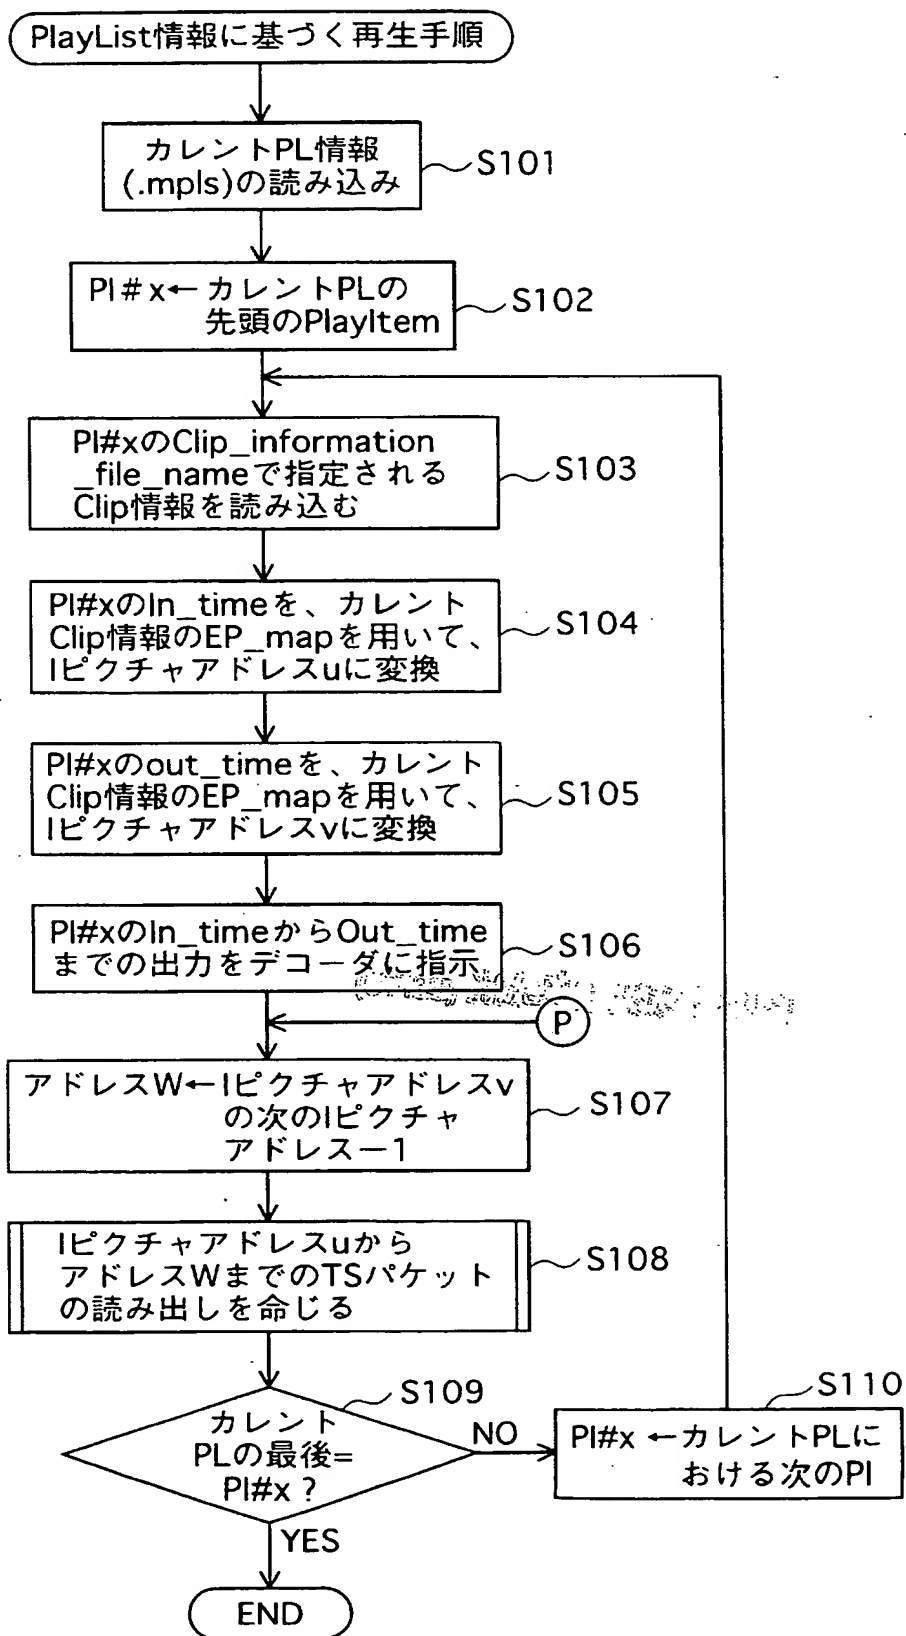 PlayList情報に基づく再生手順
カレントPL情報
(.mpls)の読み込み
S101
PI#x←カレントPLの
先頭のPlayItem
S102
PI#xのClip_information
_file_nameで指定される
Clip情報を読み込む
S103
PI#xのIn_timeを、カレント
Clip情報のEP_mapを用いて、
Iピクチャアドレスuに変換
S104
PI#xのout_timeを、カレント
Clip情報のEP_mapを用いて、
Iピクチャアドレスvに変換
S105
PI#xのIn_timeからOut_time
までの出力をデコーダに指示
S106
P
アドレスW←Iピクチャアドレスv
の次のIピクチャ
アドレス−1
S107
Iピクチャアドレスuから
アドレスWまでのTSパケット
の読み出しを命じる
S108
S109
カレント
PLの最後=
PI#x?
NO
S110
PI#x ←カレントPLに
おける次のPI
YES
END